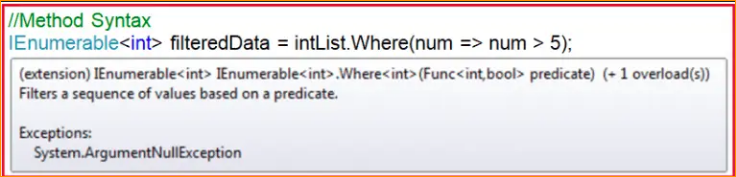 //Method Syntax
IEnumerable<int> filteredData = intList.Where(num => num > 5);
(extension) IEnumerable<int> IEnumerable<int>.Where<int>(Func<int,bool> predicate)  (+ 1 overload(s))
Filters a sequence of values based on a predicate.
Exceptions:
System.ArgumentNullException